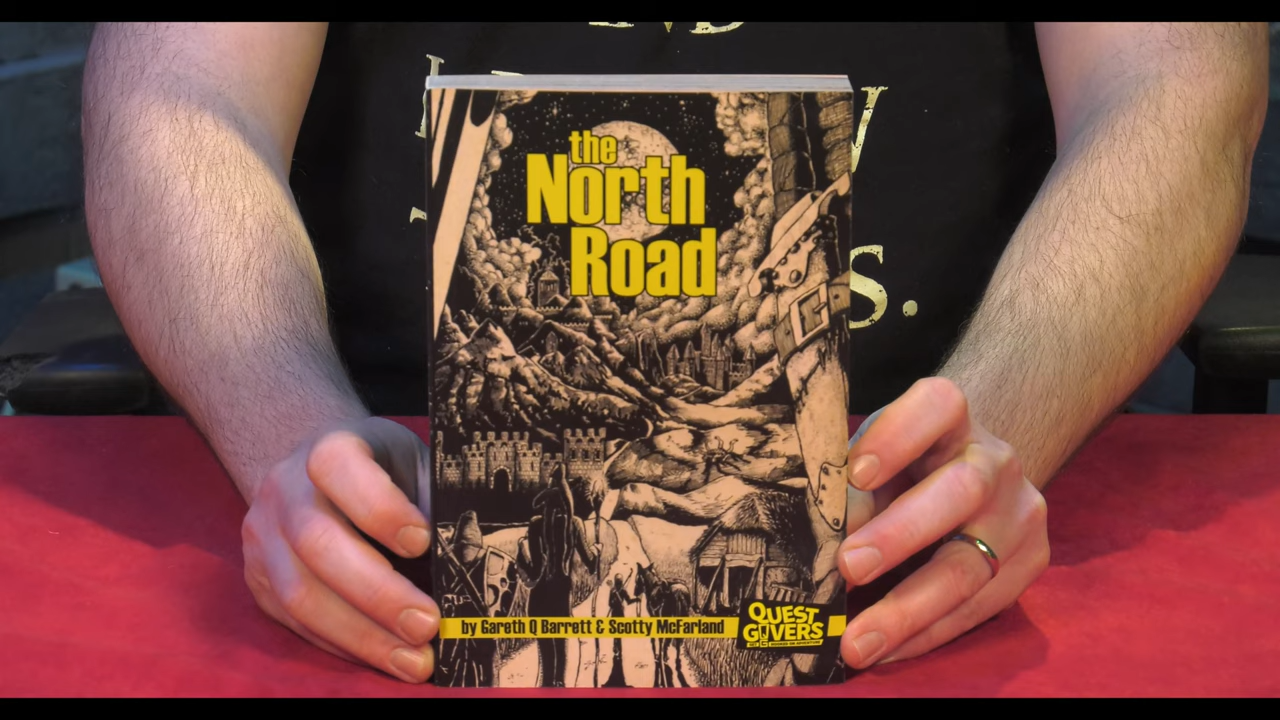 the
North
Road
by Gareth Q Barrett & Scotty McFarland
QUEST
GIVERS